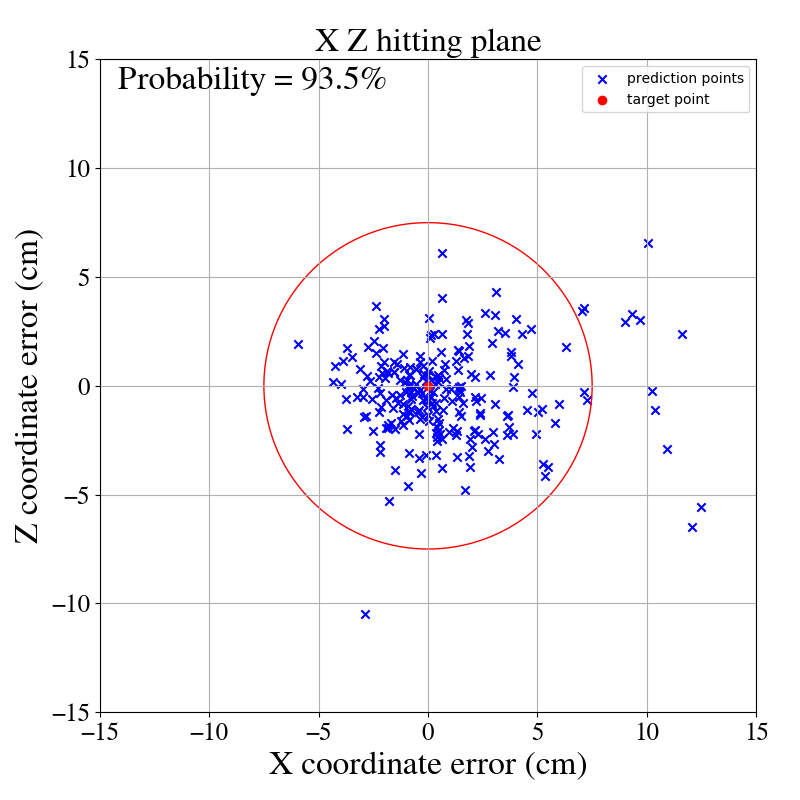 X Z hitting plane
Probability = 93.5%
prediction points
target point
15
10
5
0
−5
−10
−15
Z coordinate error (cm)
−15 −10 −5 0 5 10 15
X coordinate error (cm)